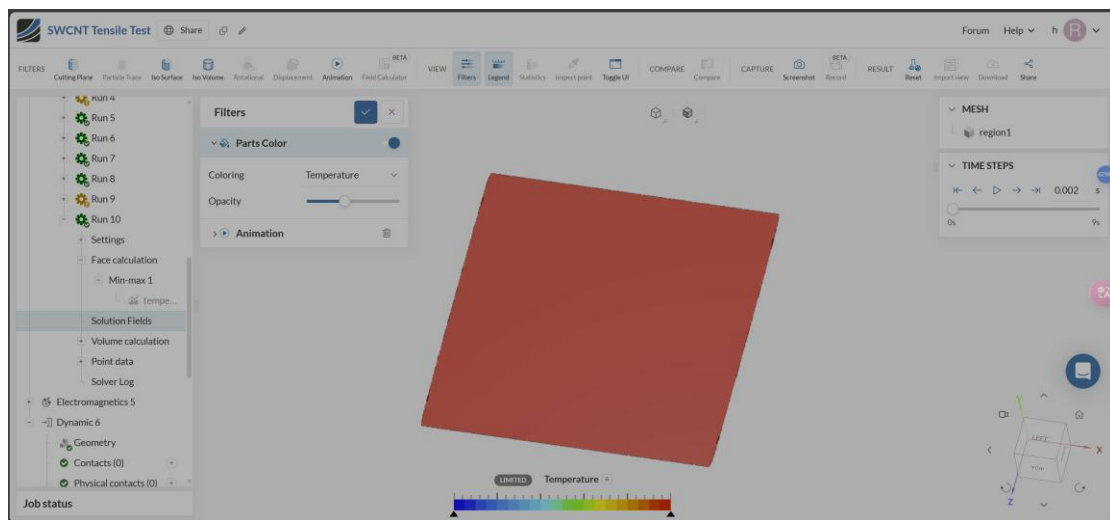 SWCNT Tensile Test Share
Forum Help h R
FILTERS Cutting Plane Particle Trace Iso Surface Iso Volume Rotational Displacement Animation BETA Field Calculator VIEW Filters Legend Statistics Inspect point Toggle UI COMPARE Compare CAPTURE Screenshot BETA Record RESULT Reset Import view Download Share
Run 4
Run 5
Run 6
Run 7
Run 8
Run 9
Run 10
Settings
Face calculation
Min-max 1
tempe...
Solution Fields
Volume calculation
Point data
Solver Log
Electromagnetics 5
Dynamic 6
Geometry
Contacts (0)
Physical contacts (0)
Job status
Filters
Parts Color
Coloring Temperature
Opacity
Animation
MESH
region1
TIME STEPS
0.002 s
0s 9s
LIMITED Temperature
Y
LEFT
X
Z